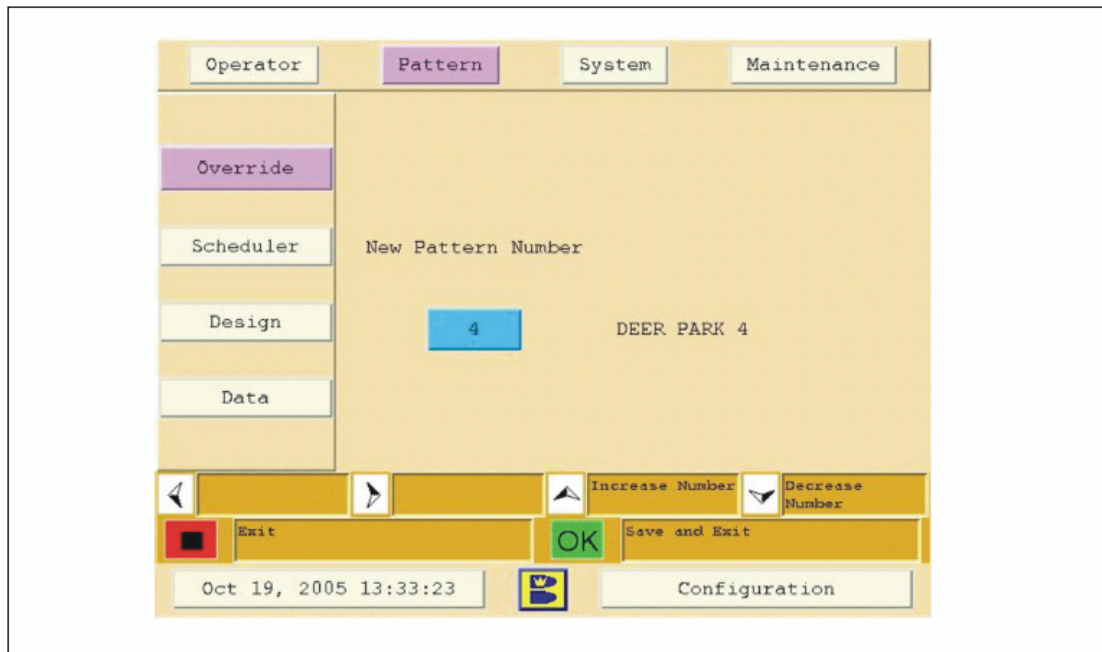 Operator Pattern System Maintenance
Override
Scheduler
New Pattern Number
Design
4 DEER PARK 4
Data
Increase Number
Decrease
Number
Exit
OK
Save and Exit
Oct 19, 2005 13:33:23
Configuration